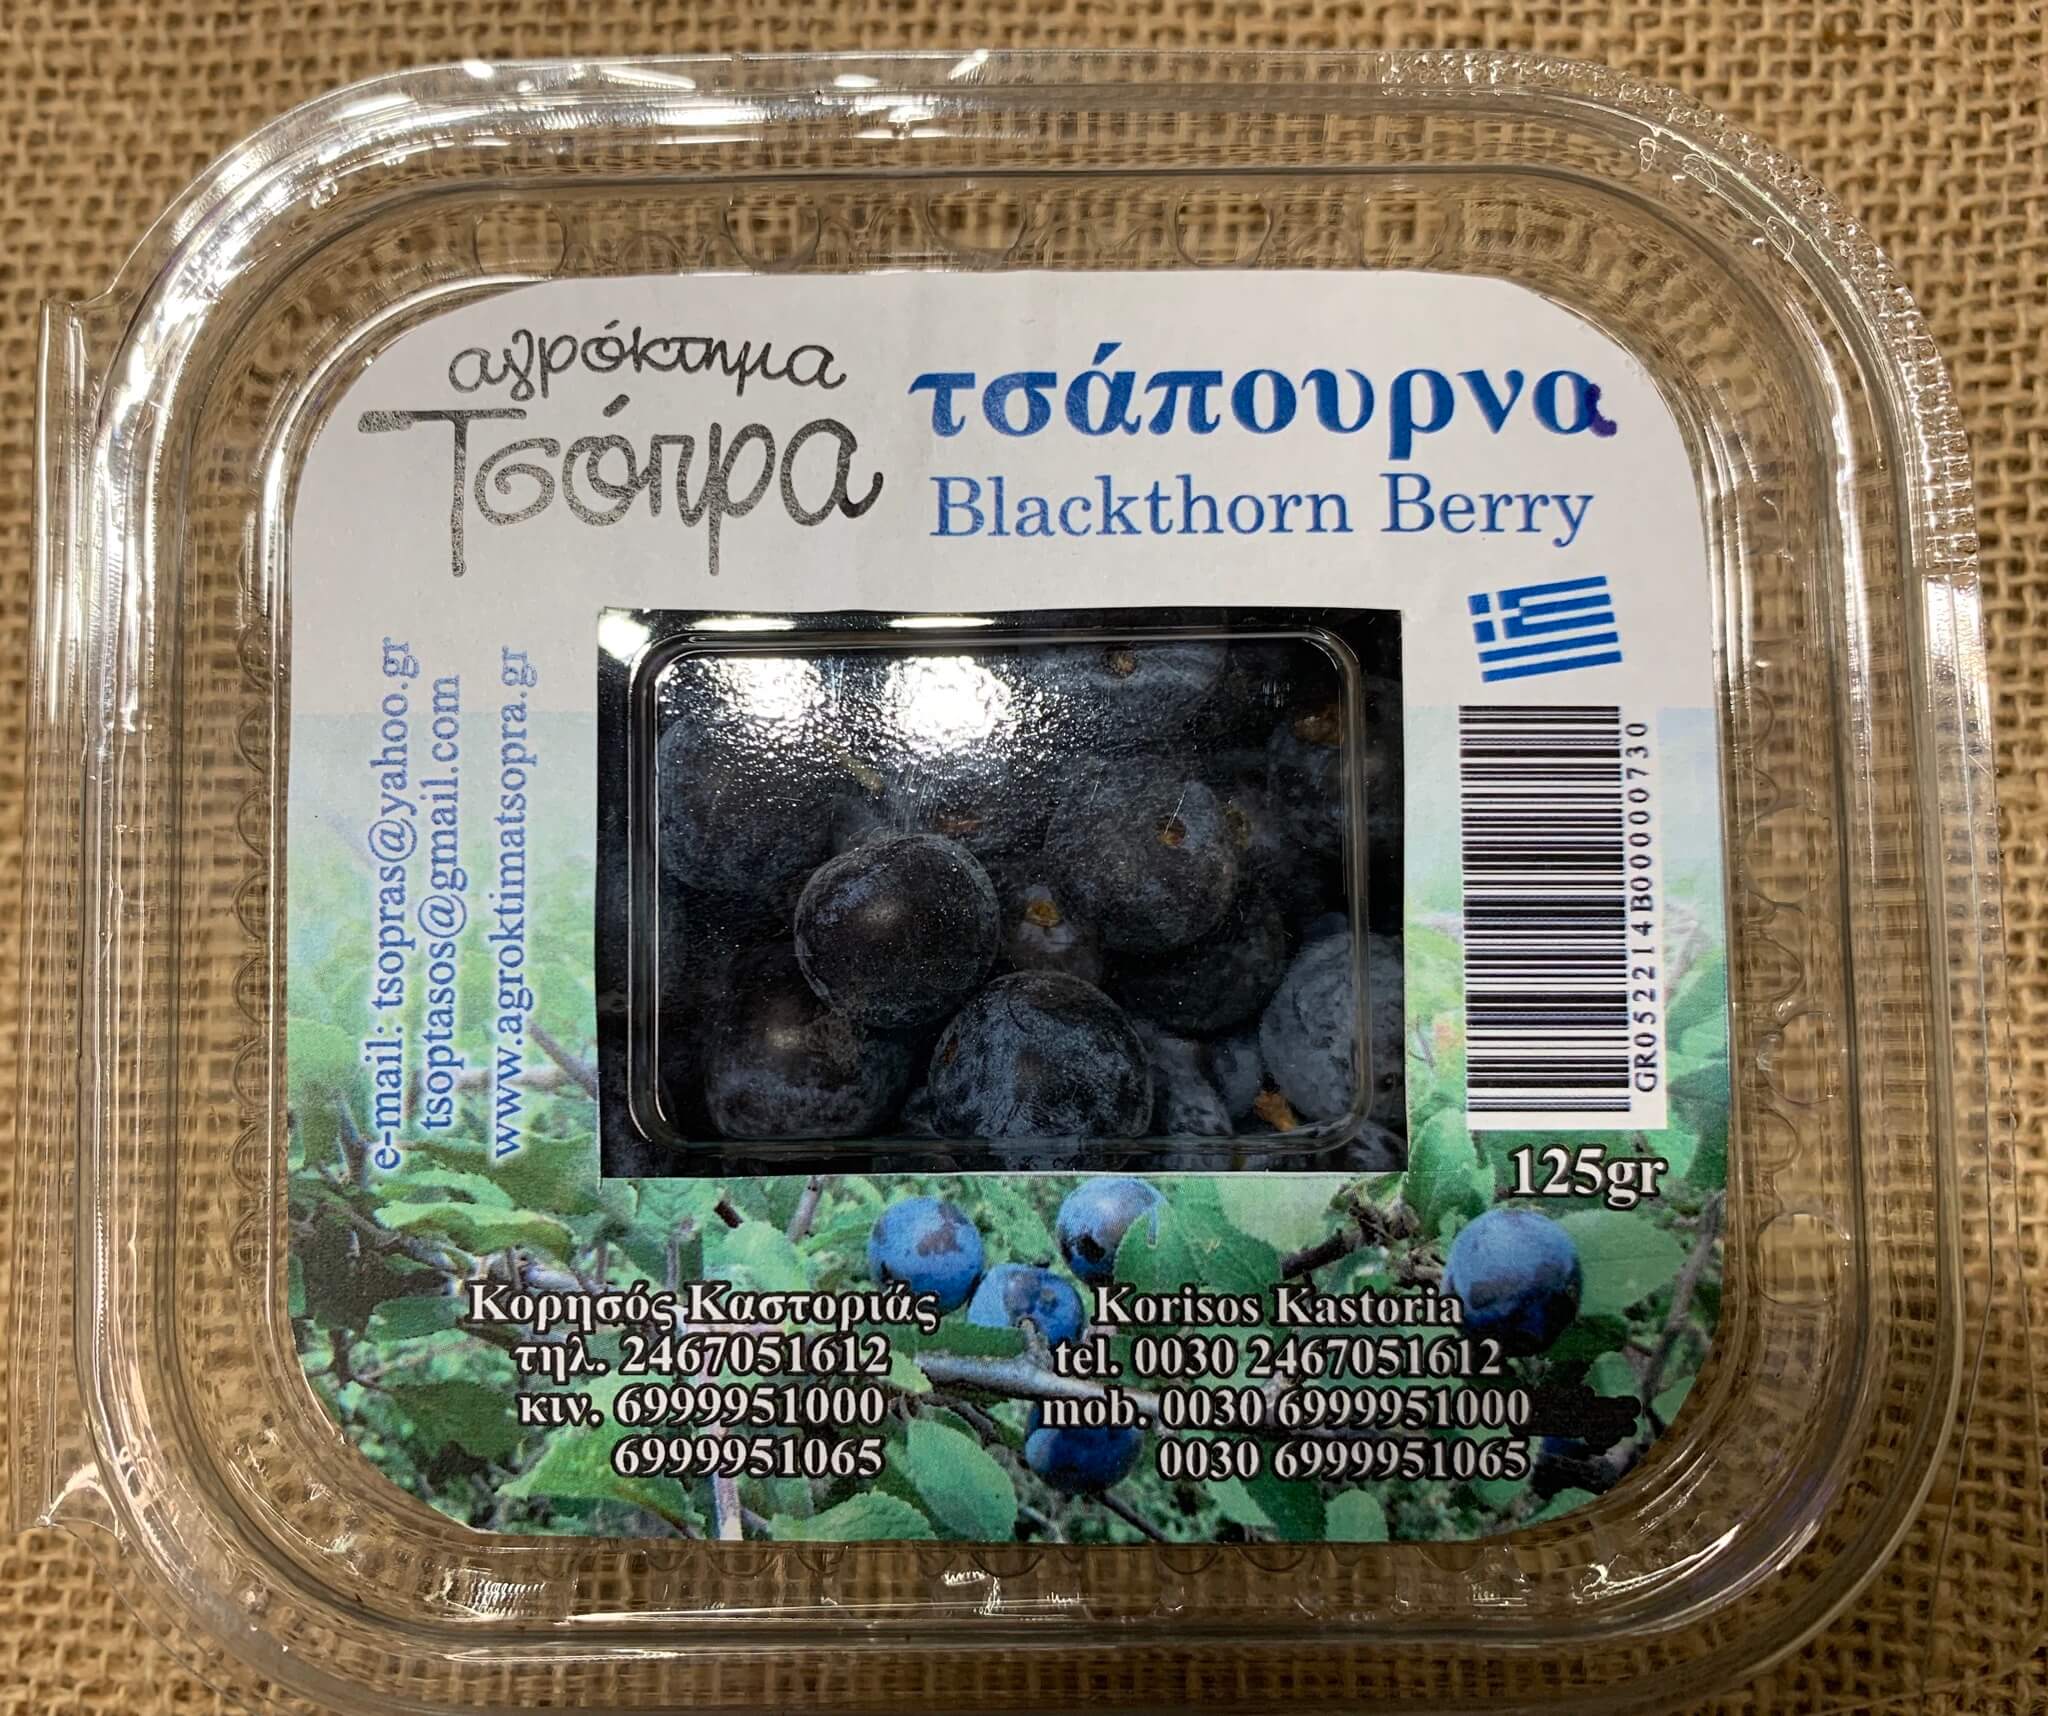 αγρόκτημα
Τσόπρα
τσάπουρνα
Blackthorn Berry
e-mail: tsopras@yahoo.gr
tsoptasos@gmail.com
www.agroktimatsopra.gr
GR052214B00000730
125gr
Κορησός Καστοριάς
τηλ. 2467051612
κιν. 6999951000
6999951065
Korisos Kastoria
tel. 0030 2467051612
mob. 0030 6999951000
0030 6999951065